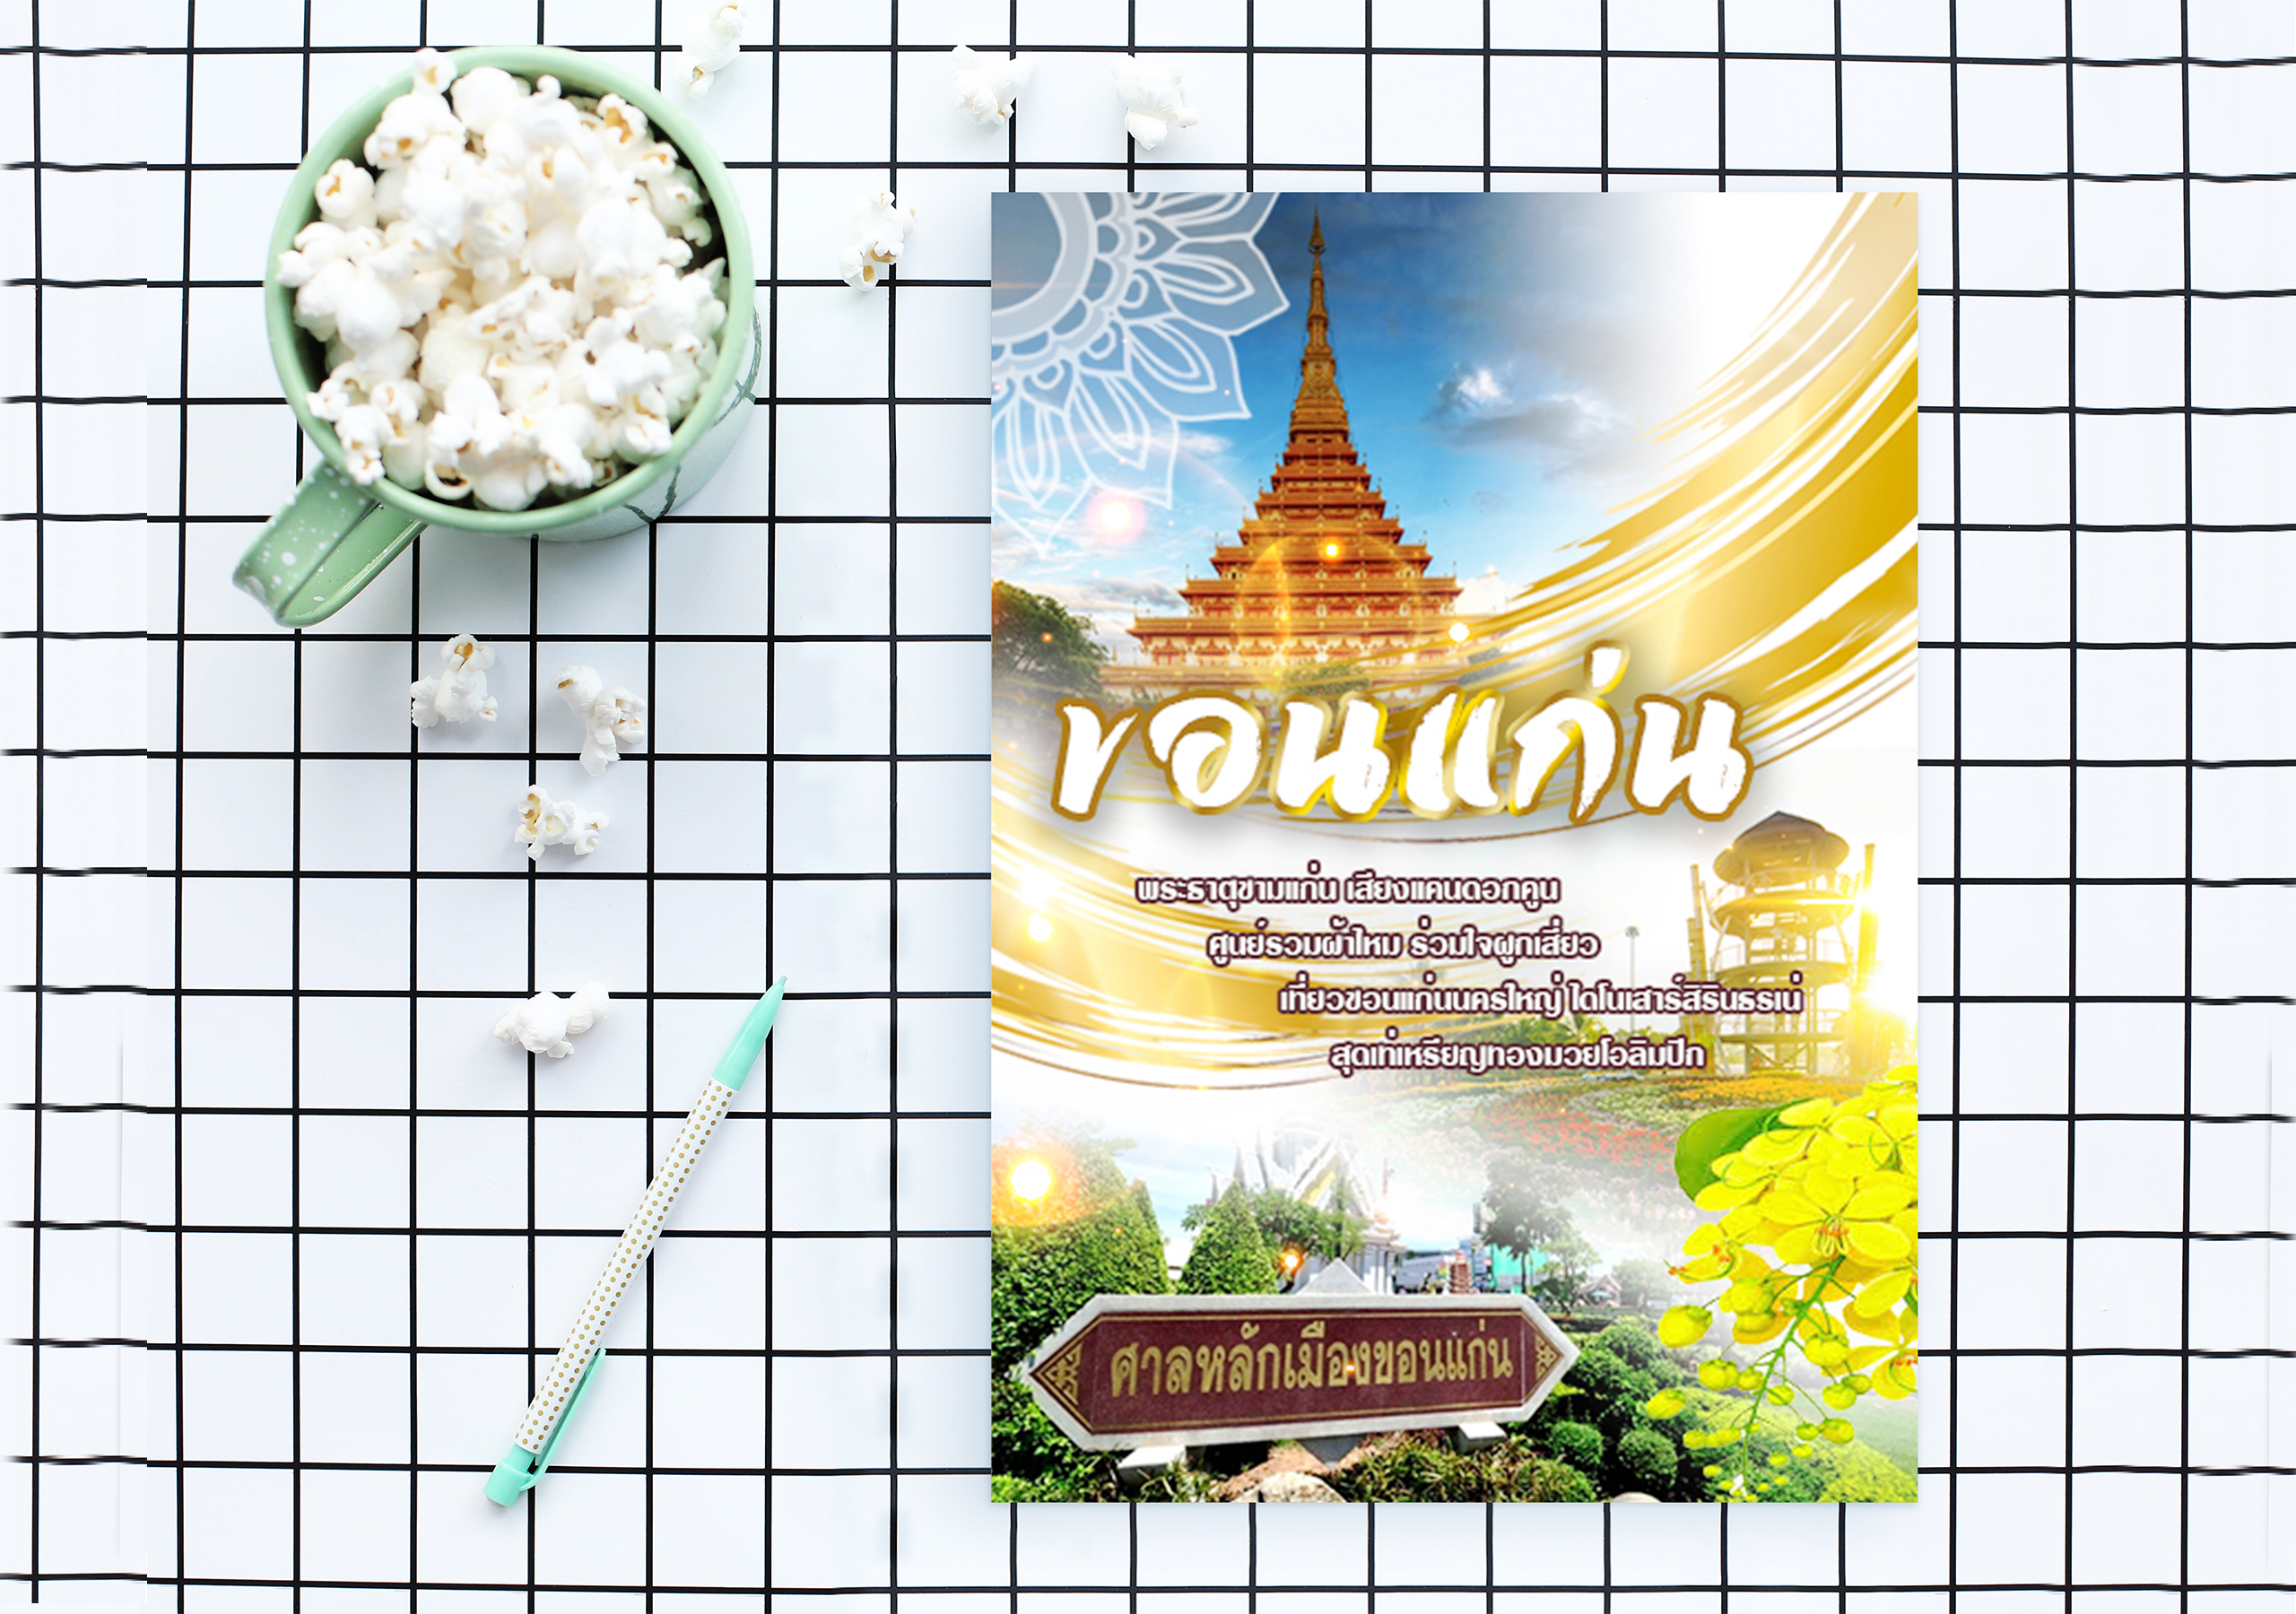 ขอนแก่น
พระธาตุขามแก่น เสียงแคนดอกคูน
ศูนย์รวมผ้าไหม ร่วมใจผูกเสี่ยว
เที่ยวขอนแก่นนครใหญ่ ไดโนเสาร์สิรินธรเน่
สุดเท่เหรียญทองมวยโอลิมปิก
ศาลหลักเมืองขอนแก่น